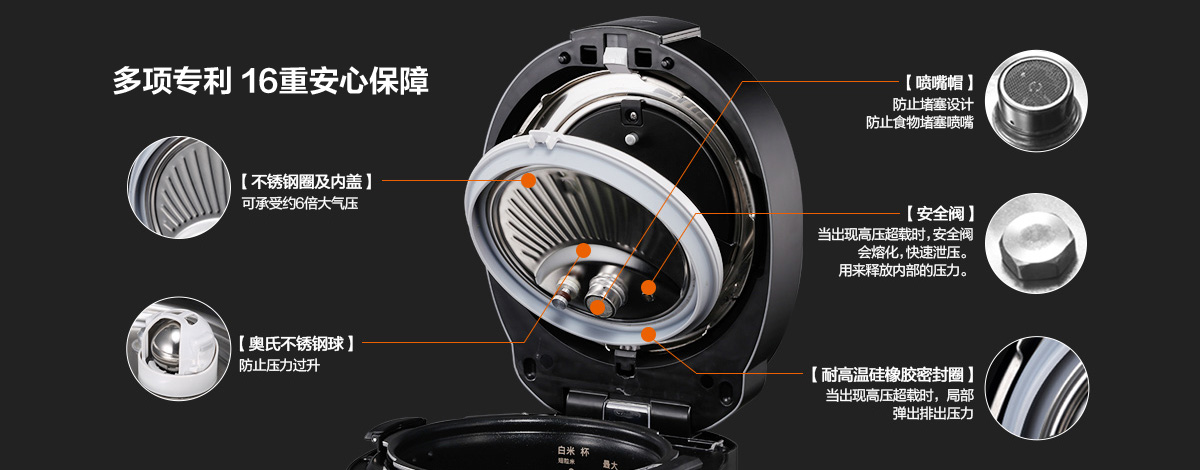 多项专利 16重安心保障
【 不锈钢圈及内盖 】
可承受约6倍大气压
【 奥氏不锈钢球 】
防止压力过升
【 喷嘴帽 】
防止堵塞设计
防止食物堵塞喷嘴
【 安全阀 】
当出现高压超载时，安全阀
会熔化，快速泄压。
用来释放内部的压力。
【 耐高温硅橡胶密封圈 】
当出现高压超载时，局部
弹出排出压力
白米 杯
最大